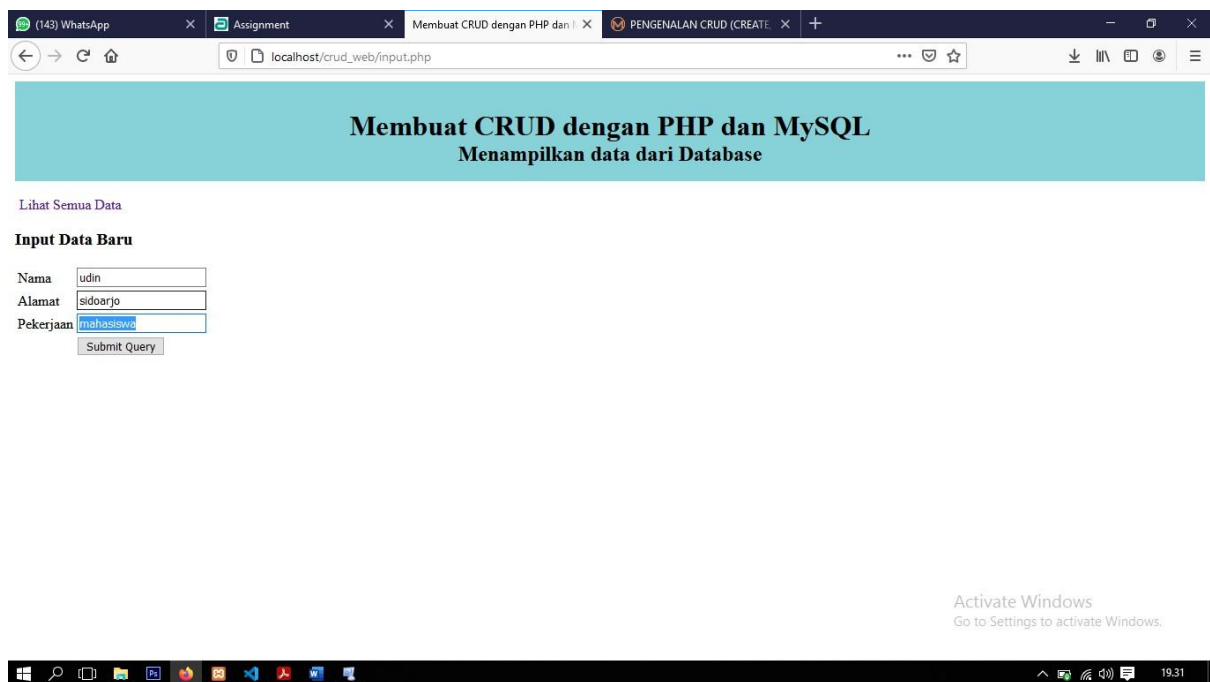 (143) WhatsApp
Assignment
Membuat CRUD dengan PHP dan
PENGENALAN CRUD (CREATE,
localhost/crud_web/input.php
Membuat CRUD dengan PHP dan MySQL
Menampilkan data dari Database
Lihat Semua Data
Input Data Baru
Nama udin
Alamat sidoarjo
Pekerjaan mahasiswa
Submit Query
Activate Windows
Go to Settings to activate Windows.
19.31